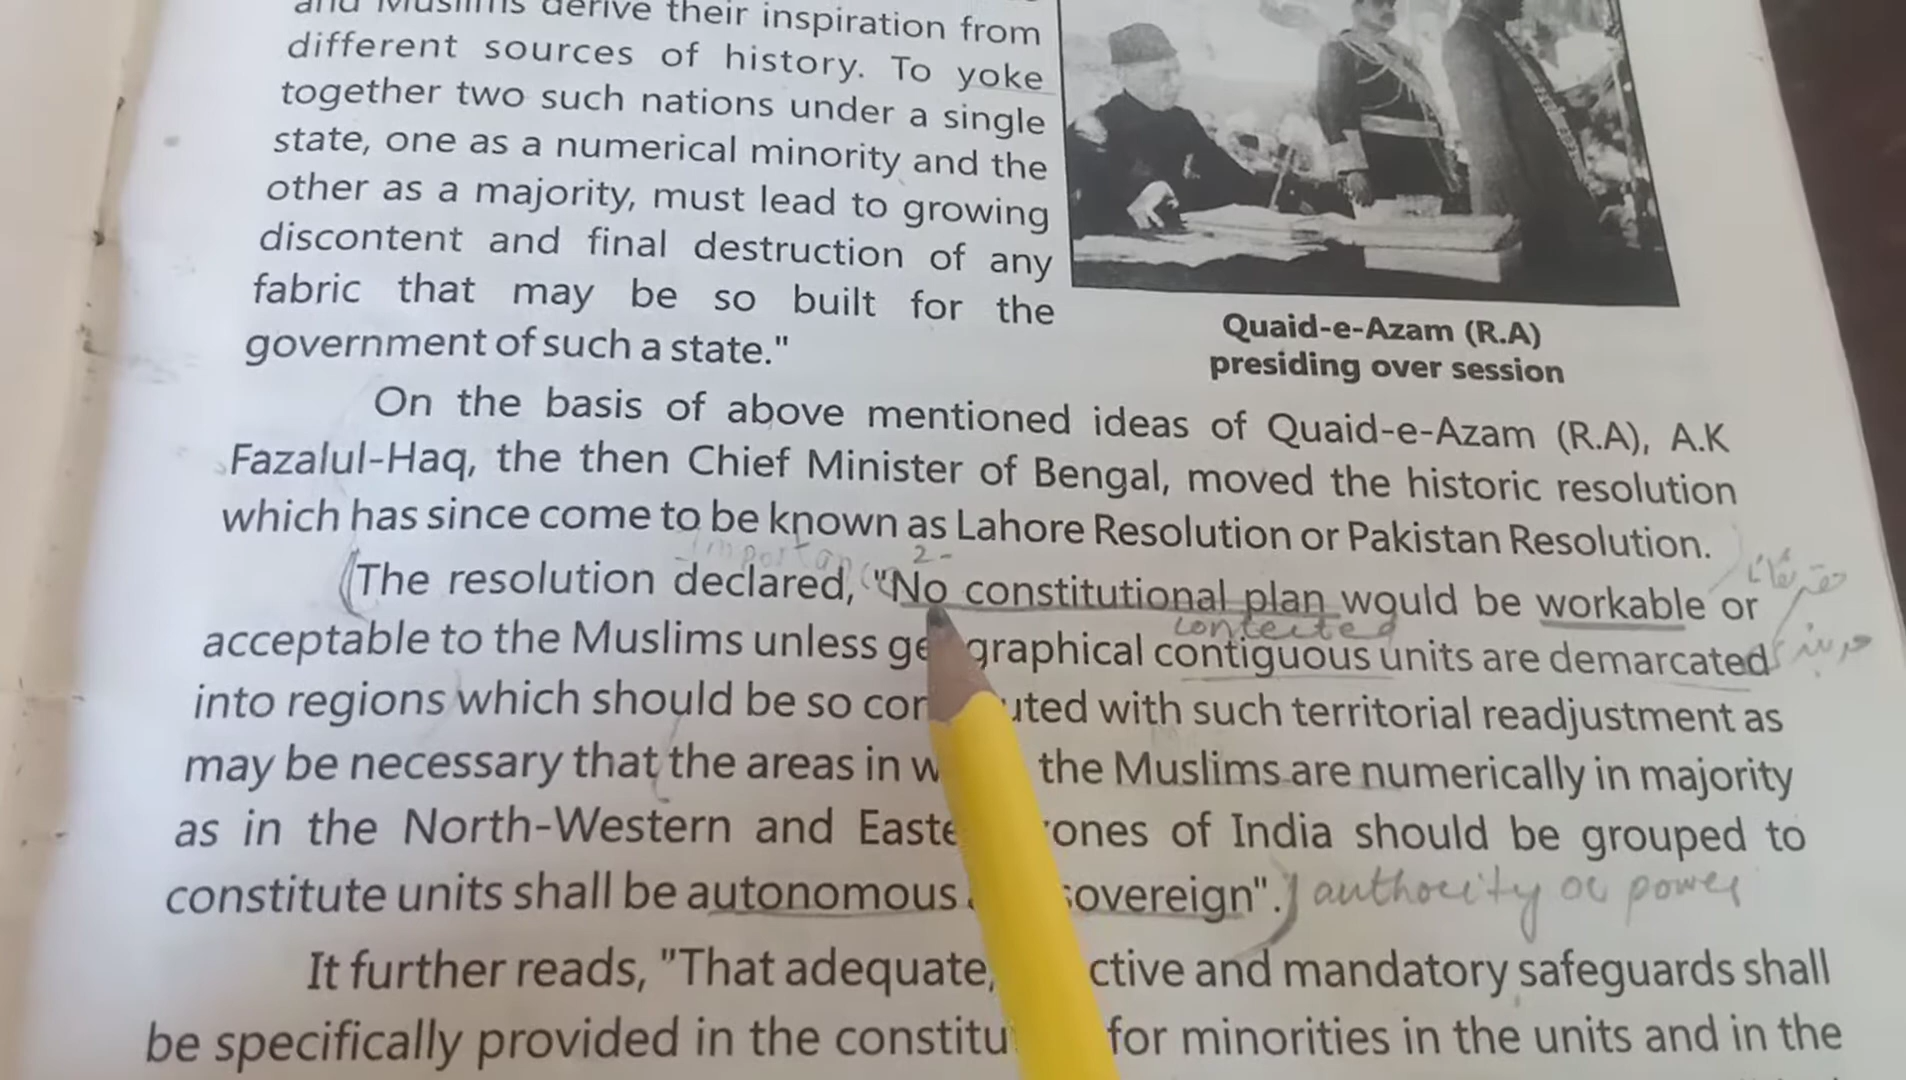 and Muslims derive their inspiration from
different sources of history. To yoke
together two such nations under a single
state, one as a numerical minority and the
other as a majority, must lead to growing
discontent and final destruction of any
fabric that may be so built for the
government of such a state."
Quaid-e-Azam (R.A)
presiding over session
On the basis of above mentioned ideas of Quaid-e-Azam (R.A), A.K
Fazalul-Haq, the then Chief Minister of Bengal, moved the historic resolution
which has since come to be known as Lahore Resolution or Pakistan Resolution.
important 2-
The resolution declared, "No constitutional plan would be workable or
contected
acceptable to the Muslims unless ge graphical contiguous units are demarcated
into regions which should be so con uted with such territorial readjustment as
may be necessary that the areas in w the Muslims are numerically in majority
as in the North-Western and Easte ones of India should be grouped to
constitute units shall be autonomous sovereign". authority or power
It further reads, "That adequate, ctive and mandatory safeguards shall
be specifically provided in the constitu for minorities in the units and in the